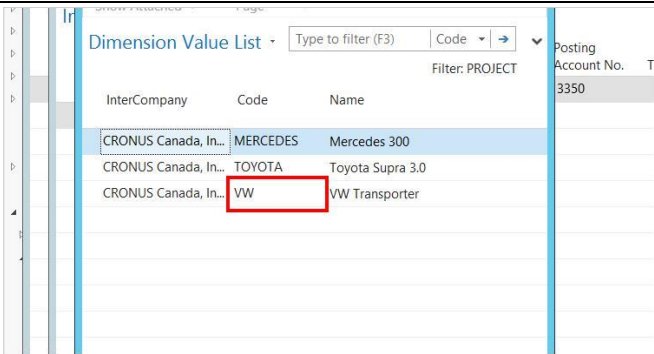 In
Dimension Value List
Type to filter (F3)
Code
Filter: PROJECT
InterCompany Code Name
CRONUS Canada, In... MERCEDES Mercedes 300
CRONUS Canada, In... TOYOTA Toyota Supra 3.0
CRONUS Canada, In... VW VW Transporter
Posting
Account No. T
3350